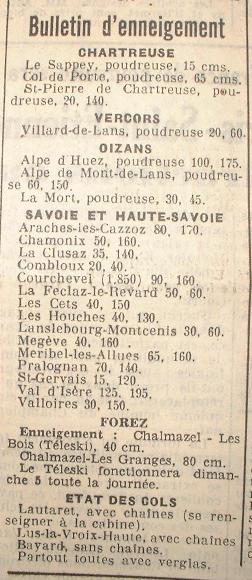 Bulletin d'enneigement
CHARTREUSE
Le Sappey, poudreuse, 15 cms.
Col de Porte, poudreuse, 65 cms.
St-Pierre de Chartreuse, pou-
dreuse, 20, 140.
VERCORS
Villard-de-Lans, poudreuse 20, 60.
OIZANS
Alpe d'Huez, poudreuse 100, 175.
Alpe de Mont-de-Lans, poudreu-
se 60, 150.
La Mort, poudreuse, 30, 45.
SAVOIE ET HAUTE-SAVOIE
Araches-les-Cazzoz 80, 170.
Chamonix 50, 160.
La Clusaz 35, 140.
Combloux 20, 40.
Courchevel (1.850) 90, 160.
La Feclaz-le-Revard 50, 60.
Les Cets 40, 150
Les Houches 40, 130.
Lanslebourg-Montcenis 30, 60.
Megève 40, 160 .
Meribel-les-Allues 65, 160.
Pralognan 70, 140.
St-Gervais 15, 120.
Val d'Isère 125, 195.
Valloires 30, 150.
FOREZ
Enneigement : Chalmazel - Les
Bois (Téleski), 40 cm.
Chalmazel-Les Granges, 80 cm.
Le Téleski fonctionnera diman-
che 5 toute la journée.
ETAT DES COLS
Lautaret, avec chaînes (se ren-
seigner à la cabine).
Lus-la-Croix-Haute, avec chaînes
Bayard, sans chaînes.
Partout toutes avec verglas.